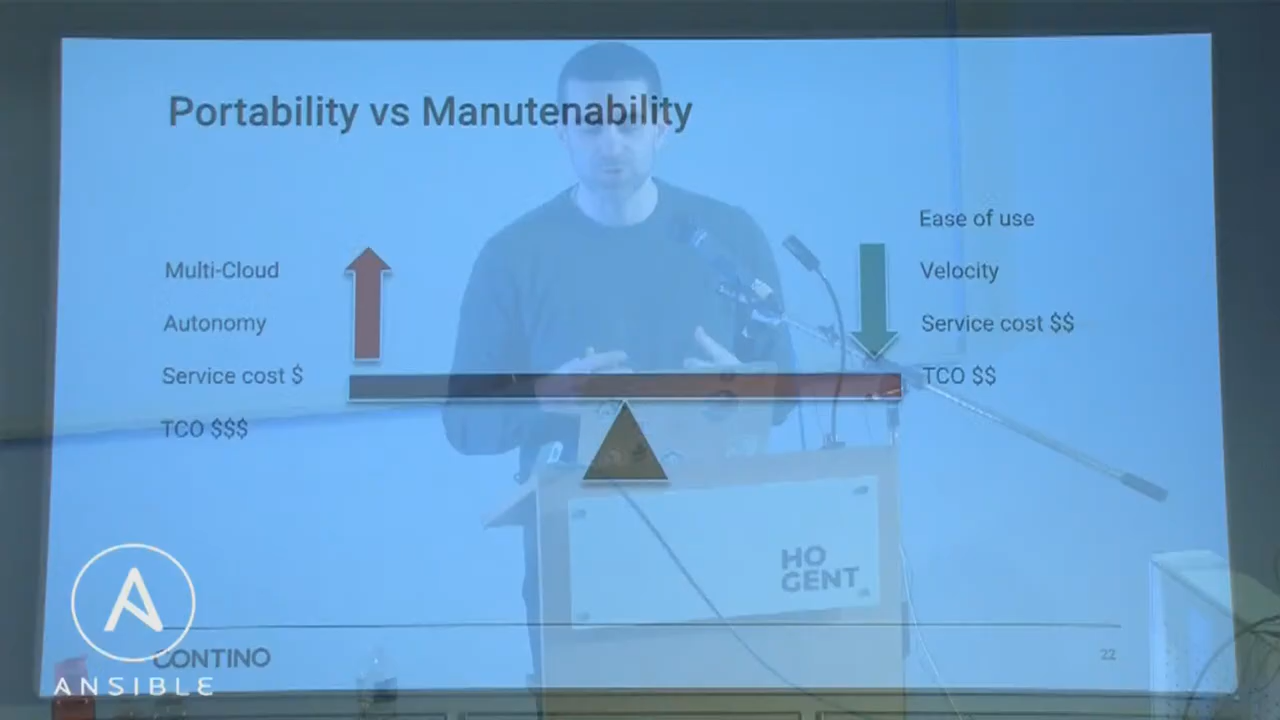 Portability vs Manutenability
Multi-Cloud
Autonomy
Service cost $
TCO $$$
Ease of use
Velocity
Service cost $$
TCO $$
HO
GENT
CONTINO
22
ANSIBLE